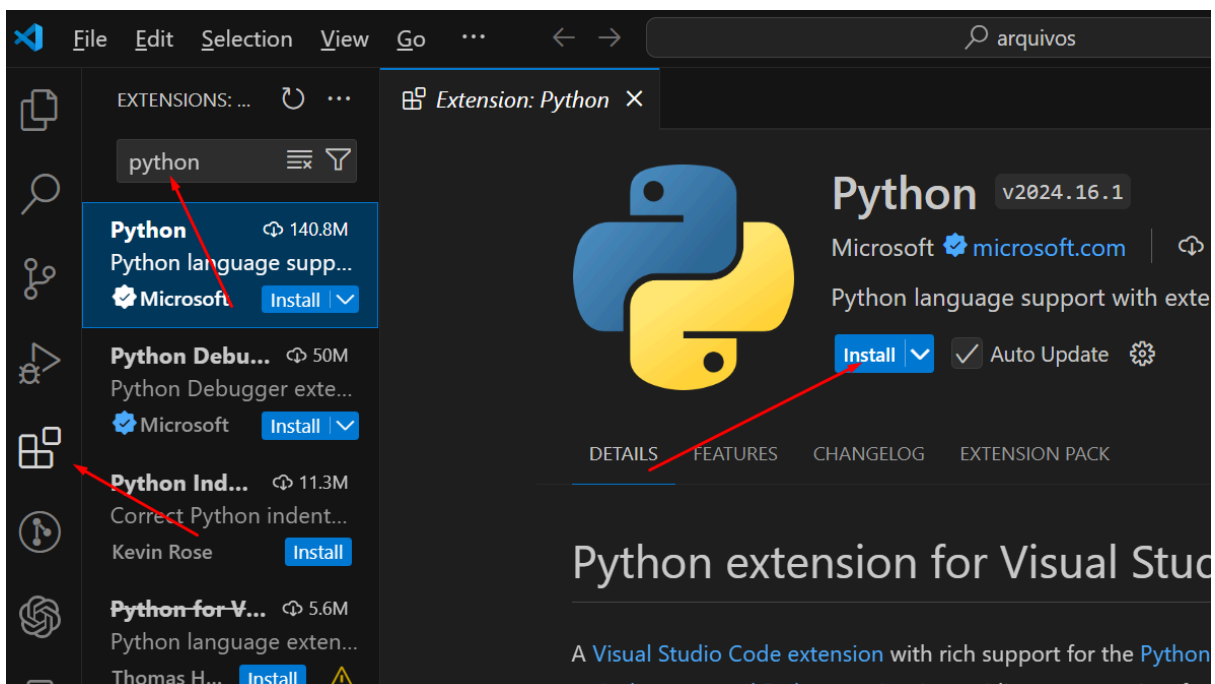 File Edit Selection View Go ··· arquivos
EXTENSIONS: ...
python
Python 140.8M
Python language supp...
Microsoft Install
Python Debu... 50M
Python Debugger exte...
Microsoft Install
Python Ind... 11.3M
Correct Python indent...
Kevin Rose Install
Python for V... 5.6M
Python language exten...
Thomas H... Install
Extension: Python
Python v2024.16.1
Microsoft microsoft.com
Python language support with exte
Install Auto Update
DETAILS FEATURES CHANGELOG EXTENSION PACK
Python extension for Visual Stud
A Visual Studio Code extension with rich support for the Python